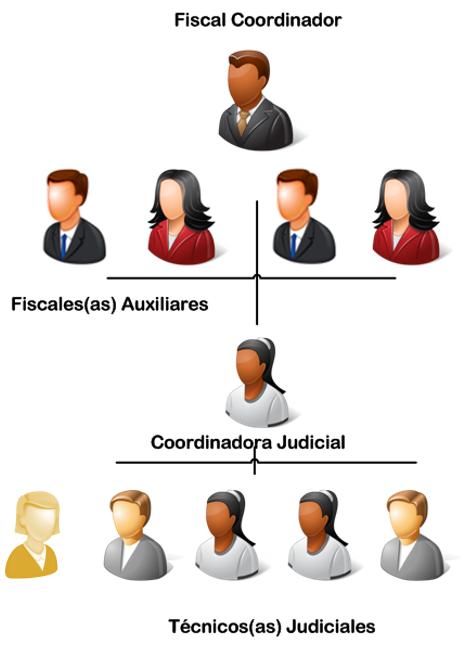 Fiscal Coordinador
Fiscales(as) Auxiliares
Coordinadora Judicial
Técnicos(as) Judiciales